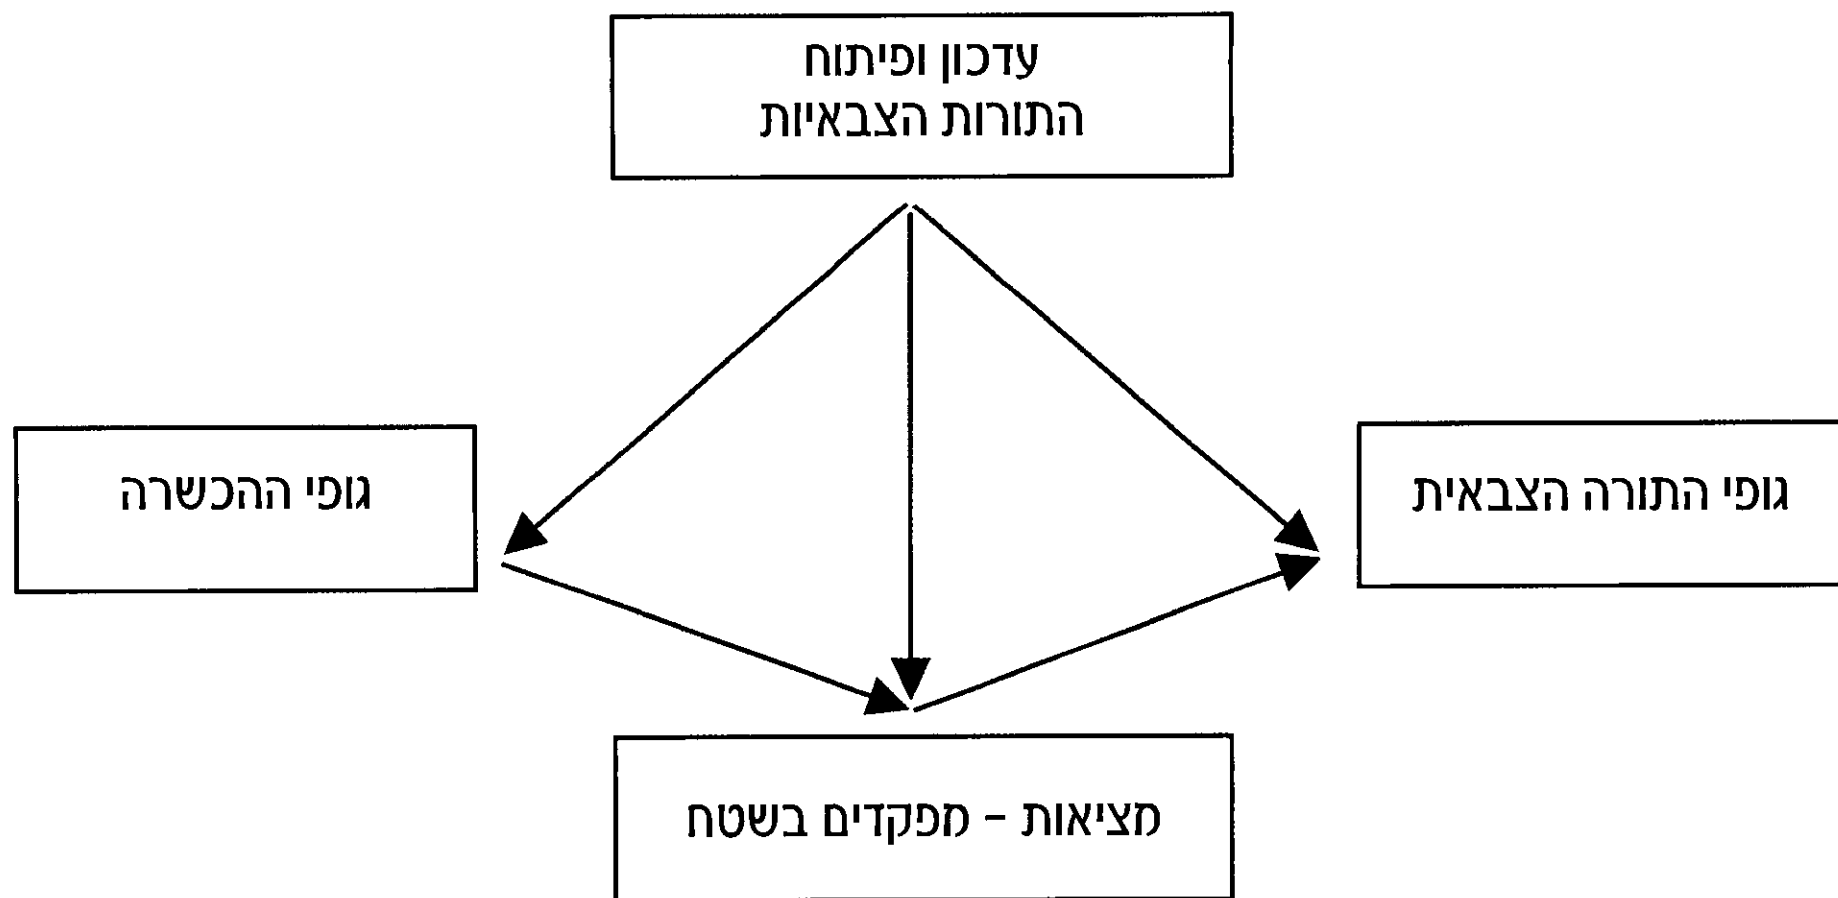 עדכון ופיתוח
התורות הצבאיות
גופי התורה הצבאית
גופי ההכשרה
מציאות - מפקדים בשטח